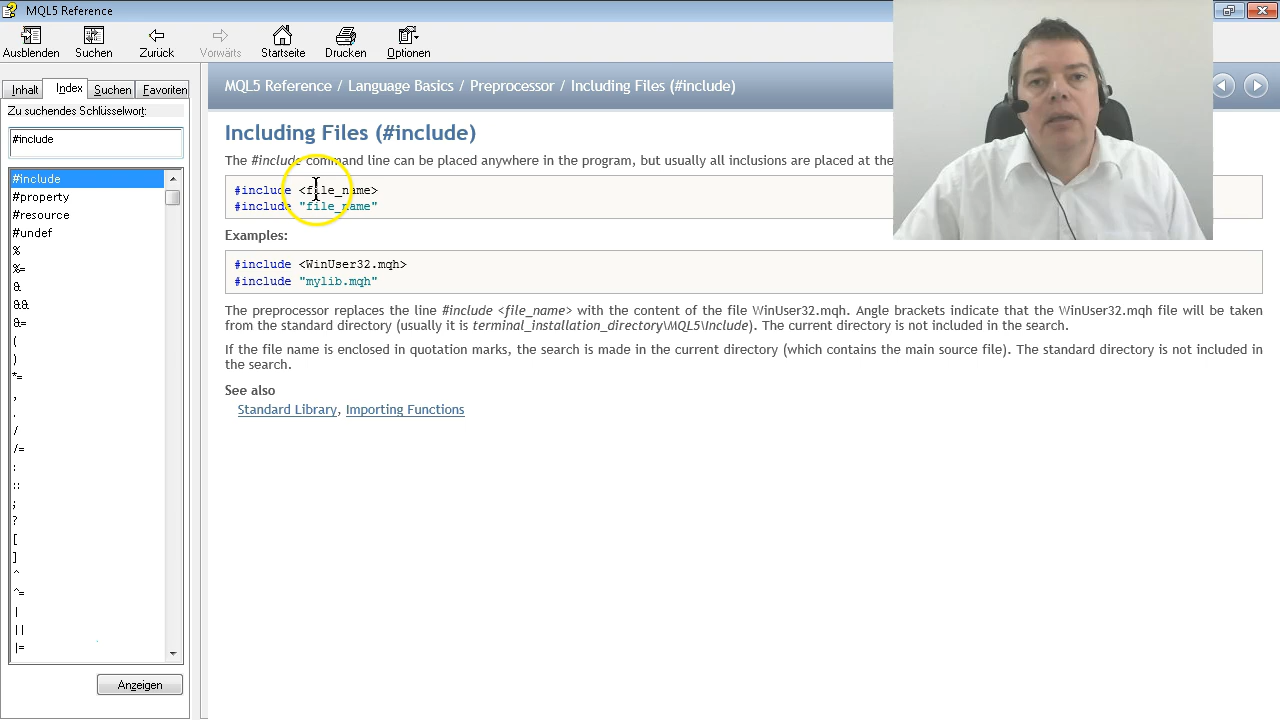 MQL5 Reference
Ausblenden Suchen Zurück Vorwärts Startseite Drucken Optionen
Inhalt Index Suchen Favoriten
Zu suchendes Schlüsselwort:
#include
#include
#property
#resource
#undef
%
%=
&
&&
&=
(
)
*=
,
.
/
/=
:
::
;
?
[
]
^
^=
|
||
|=
Anzeigen
MQL5 Reference / Language Basics / Preprocessor / Including Files (#include)
Including Files (#include)
The #include command line can be placed anywhere in the program, but usually all inclusions are placed at the
#include <file_name>
#include "file_name"
Examples:
#include <WinUser32.mqh>
#include "mylib.mqh"
The preprocessor replaces the line #include <file_name> with the content of the file WinUser32.mqh. Angle brackets indicate that the WinUser32.mqh file will be taken
from the standard directory (usually it is terminal_installation_directory\MQL5\Include). The current directory is not included in the search.
If the file name is enclosed in quotation marks, the search is made in the current directory (which contains the main source file). The standard directory is not included in
the search.
See also
Standard Library, Importing Functions